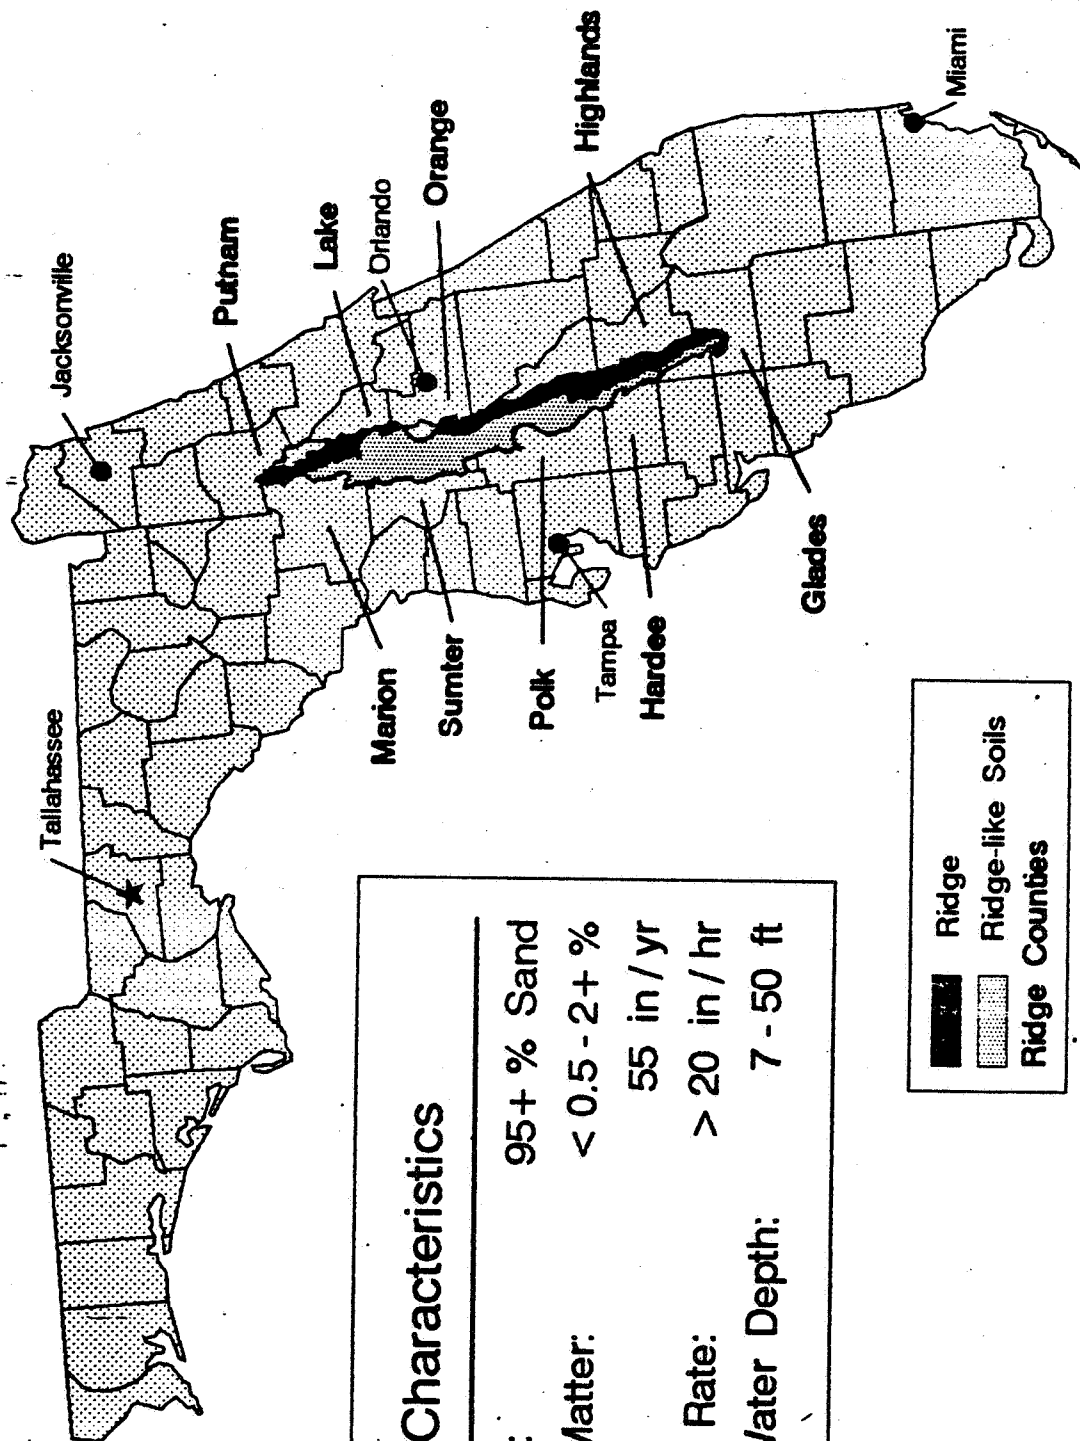 Jacksonville
Tallahassee
Putnam
Lake
Orlando
Orange
Highlands
Miami
Marion
Sumter
Polk
Tampa
Hardee
Glades
Characteristics
: 95+ % Sand
Matter: < 0.5 - 2+ %
55 in / yr
Rate: > 20 in / hr
Water Depth: 7 - 50 ft
Ridge
Ridge-like Soils
Ridge Counties